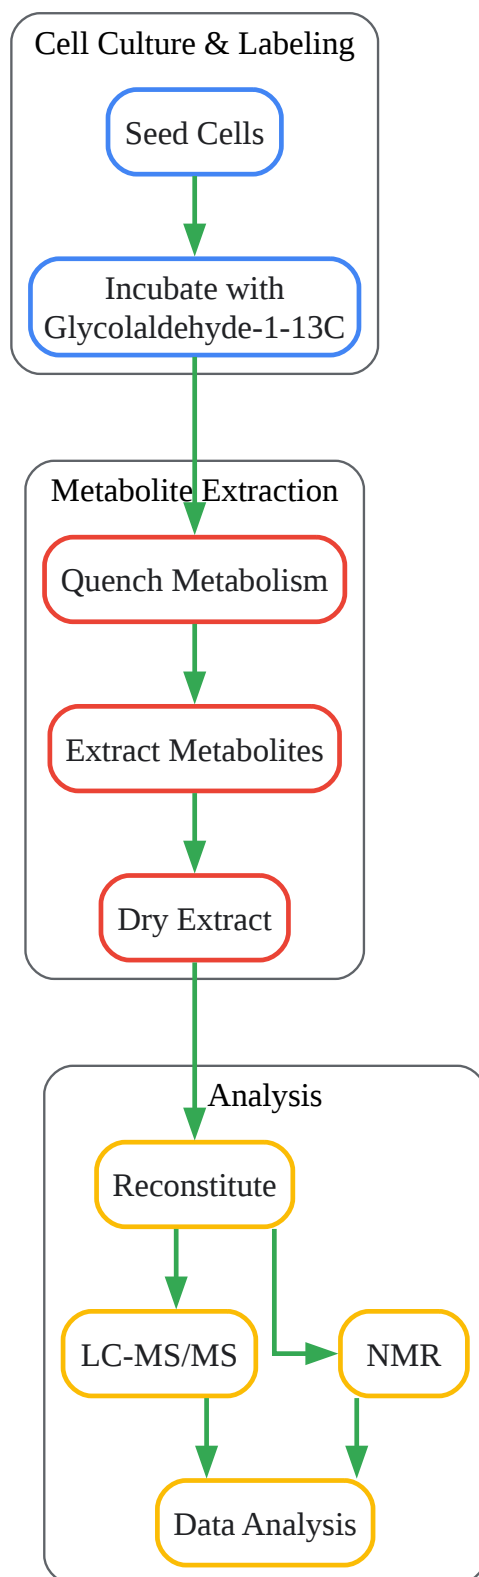 Cell Culture & Labeling
Seed Cells
Incubate with
Glycolaldehyde-1-13C
Metabolite Extraction
Quench Metabolism
Extract Metabolites
Dry Extract
Analysis
Reconstitute
LC-MS/MS
NMR
Data Analysis